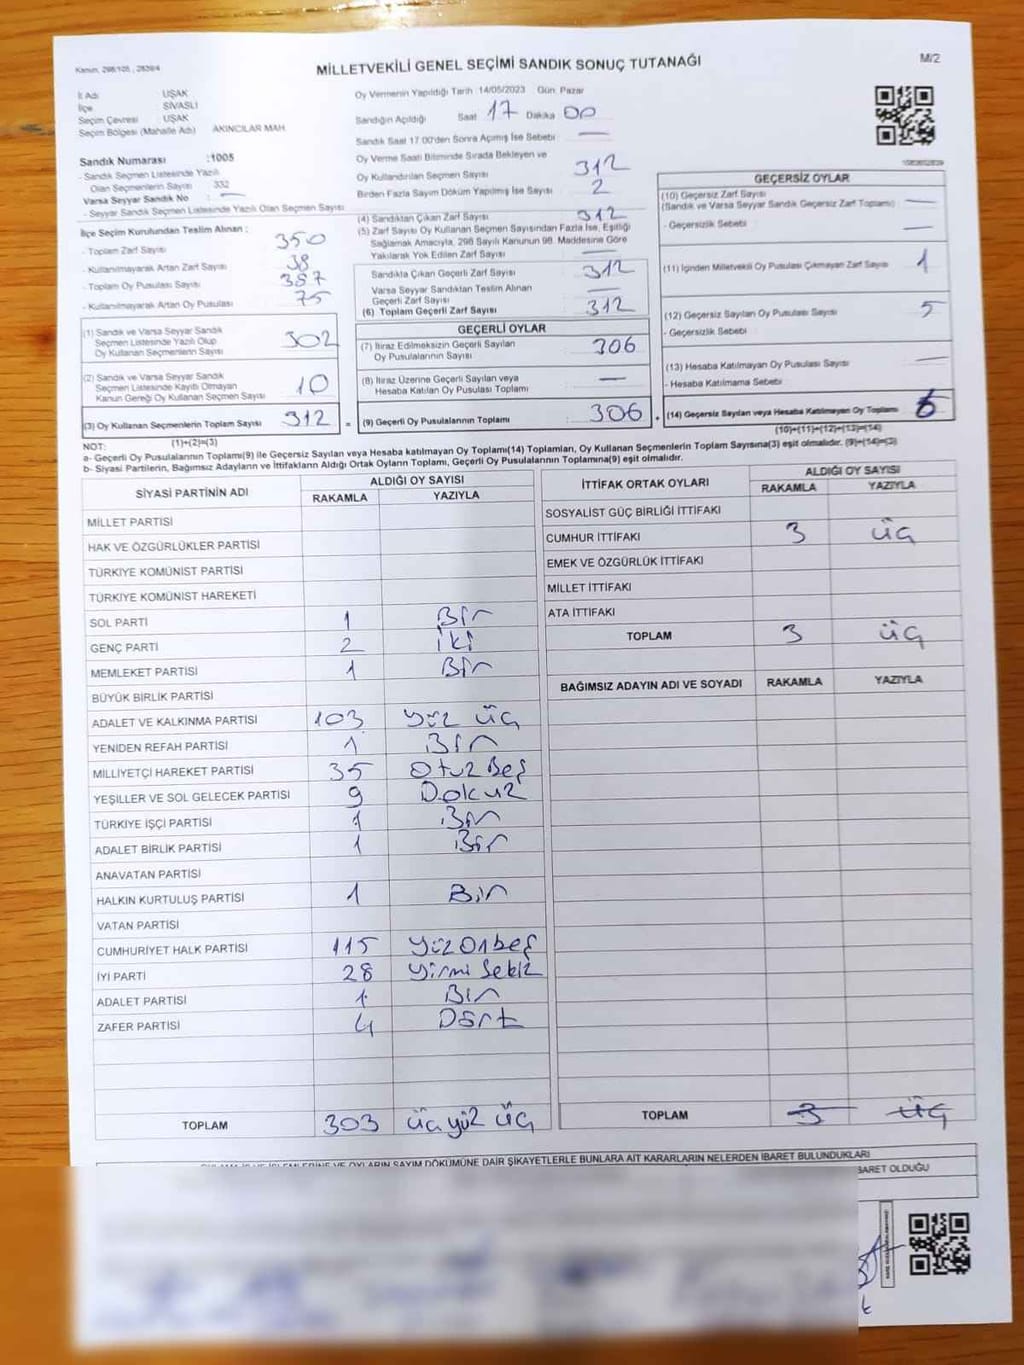 Kanun: 298/105 , 2839/4
MİLLETVEKİLİ GENEL SEÇİMİ SANDIK SONUÇ TUTANAĞI
M/2
İl Adı : UŞAK
İlçe : SİVASLI
Seçim Çevresi : UŞAK
Seçim Bölgesi (Mahalle Adı) AKINCILAR MAH.
Sandık Numarası :1005
- Sandık Seçmen Listesinde Yazılı
Olan Seçmenlerin Sayısı 332
Varsa Seyyar Sandık No : —
- Seyyar Sandık Seçmen Listesinde Yazılı Olan Seçmen Sayısı
İlçe Seçim Kurulundan Teslim Alınan :
- Toplam Zarf Sayısı 350
- Kullanılmayarak Artan Zarf Sayısı 38
- Toplam Oy Pusulası Sayısı 387
- Kullanılmayarak Artan Oy Pusulası 75
(1) Sandık ve Varsa Seyyar Sandık
Seçmen Listesinde Yazılı Olup
Oy Kullanan Seçmenlerin Sayısı 302
(2) Sandık ve Varsa Seyyar Sandık
Seçmen Listesinde Kayıtlı Olmayan
Kanun Gereği Oy Kullanan Seçmen Sayısı 10
(3) Oy Kullanan Seçmenlerin Toplam Sayısı 312 =
(1)+(2)=(3)
Oy Vermenin Yapıldığı Tarih :14/05/2023 Gün: Pazar
Sandığın Açıldığı Saat 17 Dakika 00
Sandık Saat 17.00'den Sonra Açılmış İse Sebebi : —
Oy Verme Saati Bitiminde Sırada Bekleyen ve
Oy Kullandırılan Seçmen Sayısı : 312
Birden Fazla Sayım Döküm Yapılmış İse Sayısı : 2
(4) Sandıktan Çıkan Zarf Sayısı : 312
(5) Zarf Sayısı Oy Kullanan Seçmen Sayısından Fazla İse, Eşitliği
Sağlamak Amacıyla, 298 Sayılı Kanunun 98. Maddesine Göre
Yakılarak Yok Edilen Zarf Sayısı : —
Sandıkta Çıkan Geçerli Zarf Sayısı : 312
Varsa Seyyar Sandıktan Teslim Alınan
Geçerli Zarf Sayısı : —
(6) Toplam Geçerli Zarf Sayısı : 312
GEÇERLİ OYLAR
(7) İtiraz Edilmeksizin Geçerli Sayılan
Oy Pusulalarının Sayısı : 306
(8) İtiraz Üzerine Geçerli Sayılan veya
Hesaba Katılan Oy Pusulası Toplamı : —
(9) Geçerli Oy Pusulalarının Toplamı : 306 +
GEÇERSİZ OYLAR
(10) Geçersiz Zarf Sayısı
(Sandık ve Varsa Seyyar Sandık Geçersiz Zarf Toplamı) : —
- Geçersizlik Sebebi : —
(11) İçinden Milletvekili Oy Pusulası Çıkmayan Zarf Sayısı : 1
(12) Geçersiz Sayılan Oy Pusulası Sayısı : 5
- Geçersizlik Sebebi :
(13) Hesaba Katılmayan Oy Pusulası Sayısı : —
- Hesaba Katılmama Sebebi :
(14) Geçersiz Sayılan veya Hesaba Katılmayan Oy Toplamı : 6
(10)+(11)+(12)+(13)=(14)
NOT:
a- Geçerli Oy Pusulalarının Toplamı(9) ile Geçersiz Sayılan veya Hesaba katılmayan Oy Toplamı(14) Toplamları, Oy Kullanan Seçmenlerin Toplam Sayısına(3) eşit olmalıdır. (9)+(14)=(3)
b- Siyasi Partilerin, Bağımsız Adayların ve İttifakların Aldığı Ortak Oyların Toplamı, Geçerli Oy Pusulalarının Toplamına(9) eşit olmalıdır.
SİYASİ PARTİNİN ADI ALDIĞI OY SAYISI
RAKAMLA YAZIYLA
MİLLET PARTİSİ
HAK VE ÖZGÜRLÜKLER PARTİSİ
TÜRKİYE KOMÜNİST PARTİSİ
TÜRKİYE KOMÜNİST HAREKETİ
SOL PARTİ 1 Bir
GENÇ PARTİ 2 İki
MEMLEKET PARTİSİ 1 Bir
BÜYÜK BİRLİK PARTİSİ
ADALET VE KALKINMA PARTİSİ 103 Yüz Üç
YENİDEN REFAH PARTİSİ 1 Bir
MİLLİYETÇİ HAREKET PARTİSİ 35 Otuz Beş
YEŞİLLER VE SOL GELECEK PARTİSİ 9 Dokuz
TÜRKİYE İŞÇİ PARTİSİ 1 Bir
ADALET BİRLİK PARTİSİ 1 Bir
ANAVATAN PARTİSİ
HALKIN KURTULUŞ PARTİSİ 1 Bir
VATAN PARTİSİ
CUMHURİYET HALK PARTİSİ 115 Yüz Onbeş
İYİ PARTİ 28 Yirmi Sekiz
ADALET PARTİSİ 1 Bir
ZAFER PARTİSİ 4 Dört
TOPLAM 303 Üçyüz Üç
İTTİFAK ORTAK OYLARI ALDIĞI OY SAYISI
RAKAMLA YAZIYLA
SOSYALİST GÜÇ BİRLİĞİ İTTİFAKI
CUMHUR İTTİFAKI 3 Üç
EMEK VE ÖZGÜRLÜK İTTİFAKI
MİLLET İTTİFAKI
ATA İTTİFAKI
TOPLAM 3 Üç
BAĞIMSIZ ADAYIN ADI VE SOYADI RAKAMLA YAZIYLA
TOPLAM 3 Üç
OYLARIN SAYIM DÖKÜMÜNE DAİR ŞİKAYETLERLE BUNLARA AİT KARARLARIN NELERDEN İBARET BULUNDUKLARI
İBARET OLDUĞU